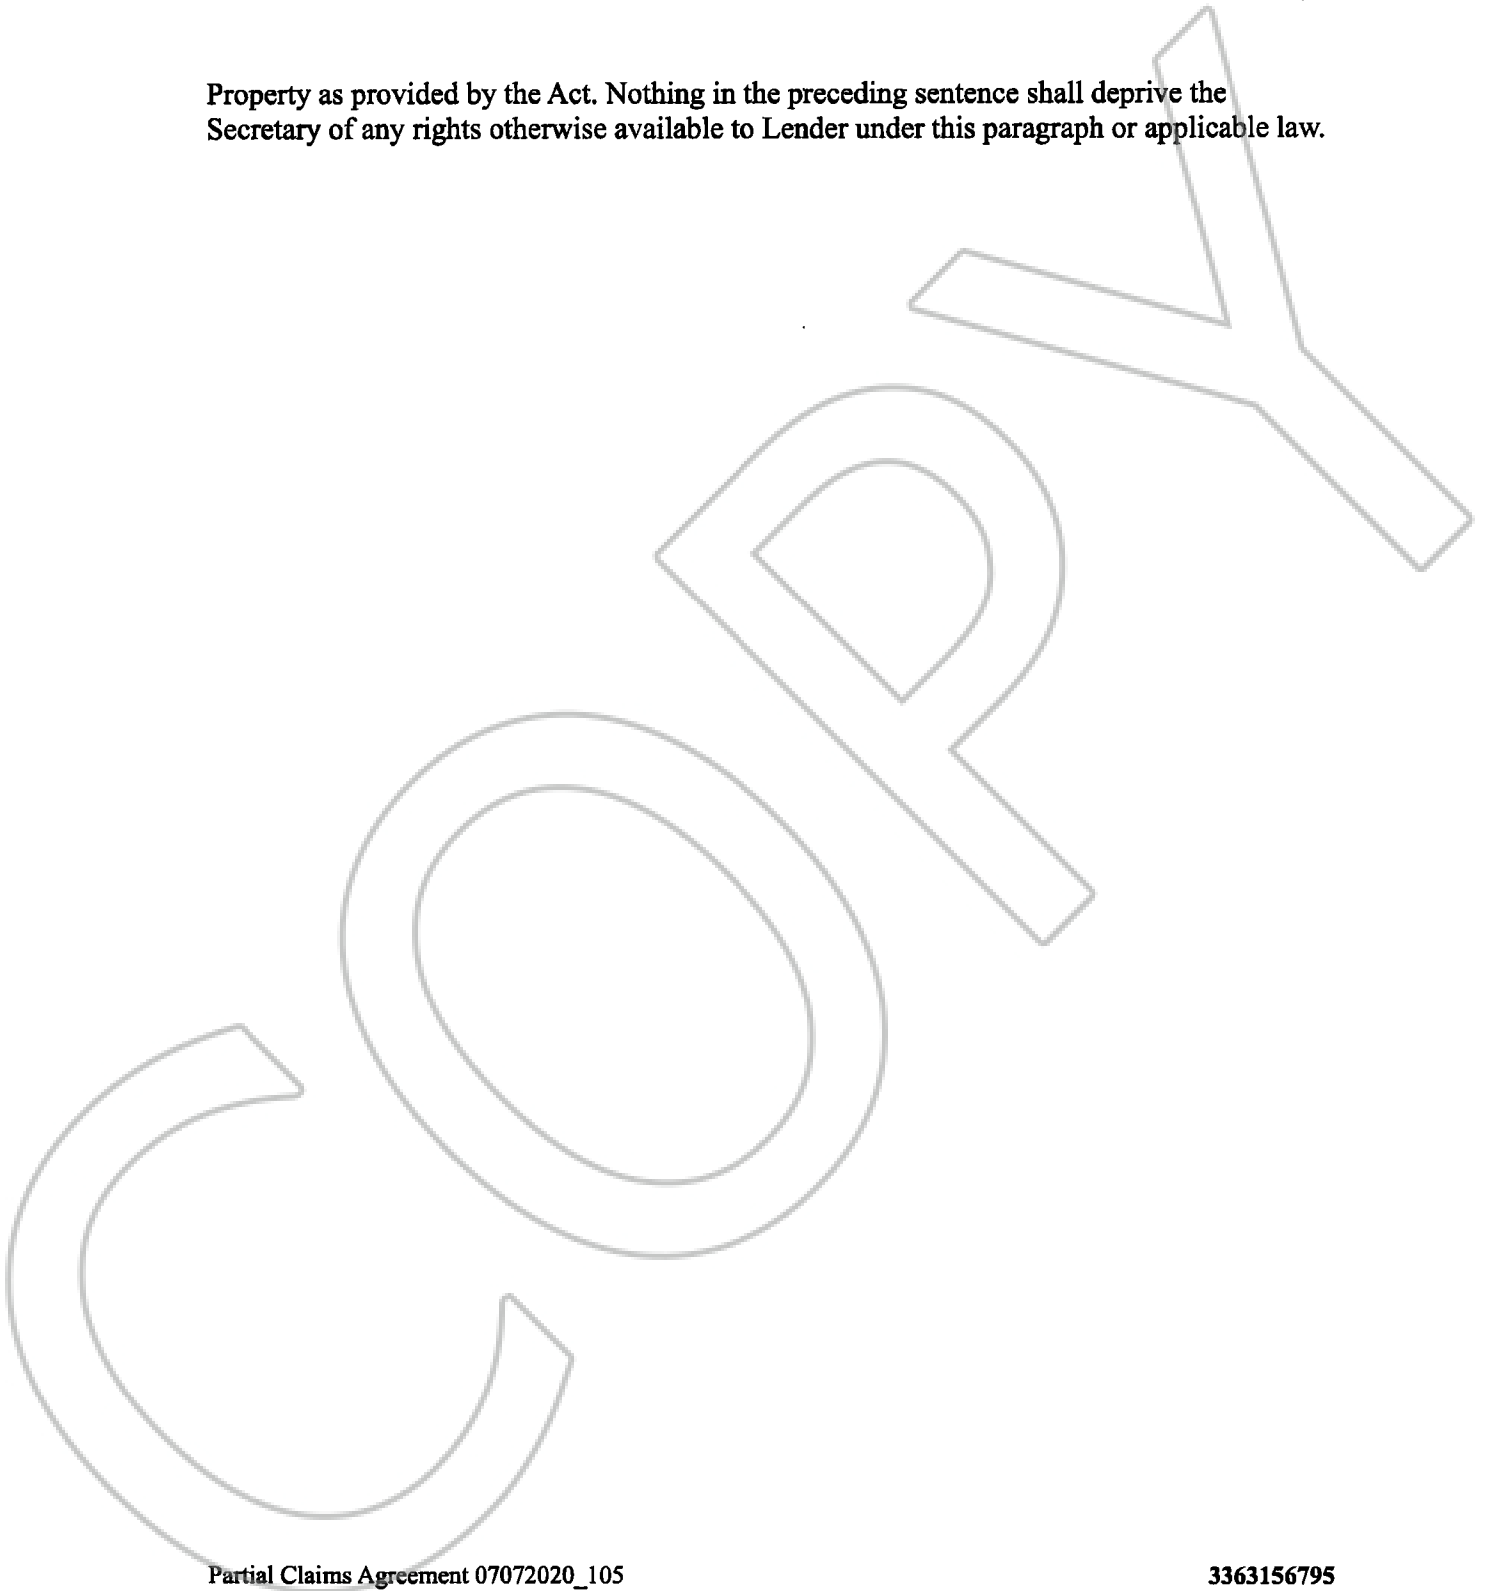 Property as provided by the Act. Nothing in the preceding sentence shall deprive the
Secretary of any rights otherwise available to Lender under this paragraph or applicable law.
COPY
Partial Claims Agreement 07072020_105
3363156795